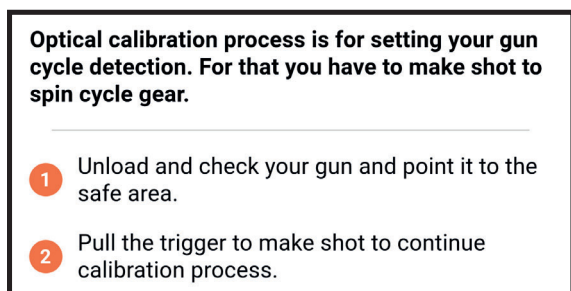 Optical calibration process is for setting your gun
cycle detection. For that you have to make shot to
spin cycle gear.
1 Unload and check your gun and point it to the
safe area.
2 Pull the trigger to make shot to continue
calibration process.